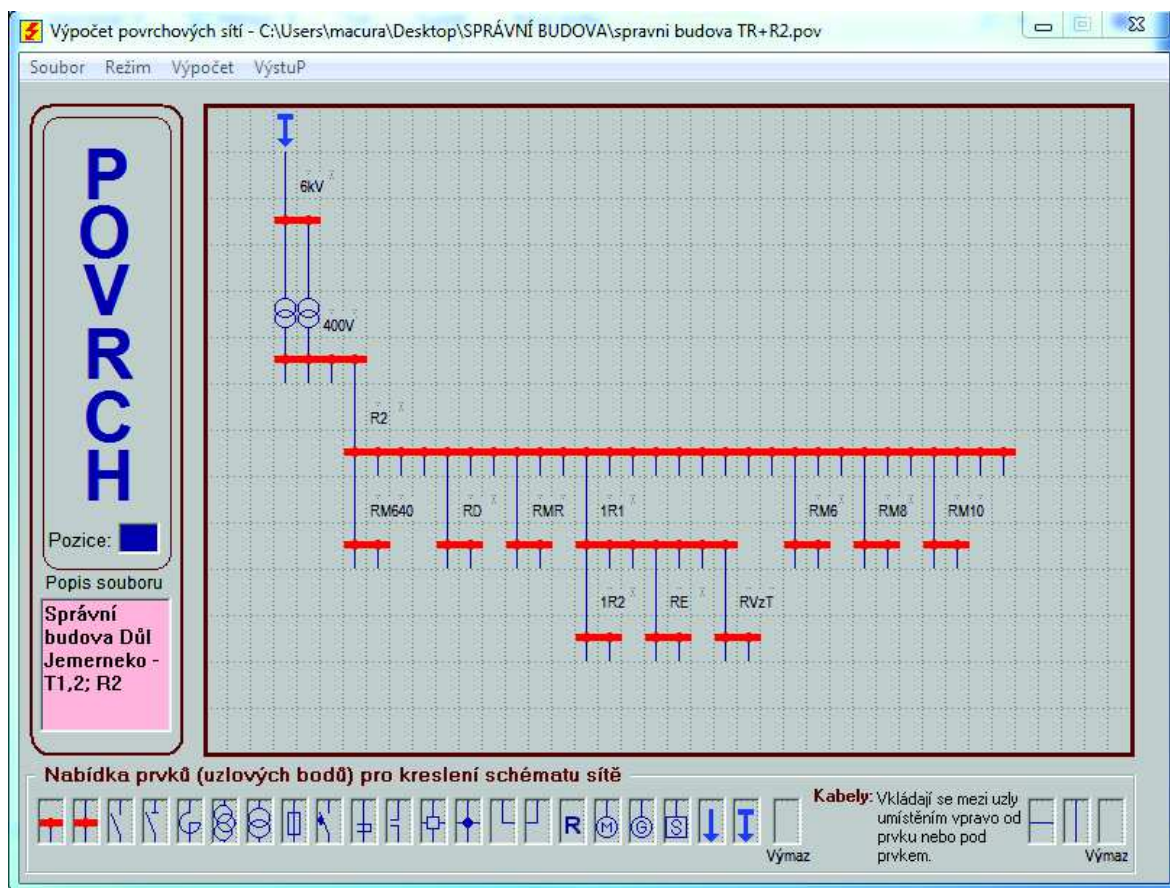 Výpočet povrchových sítí - C:\Users\macura\Desktop\SPRÁVNÍ BUDOVA\spravni budova TR+R2.pov
Soubor Režim Výpočet VýstuP
POVRCH
Pozice:
Popis souboru
Správní
budova Důl
Jemerneko -
T1,2; R2
6kV
400V
R2
RM640 RD RMR 1R1 RM6 RM8 RM10
1R2 RE RVzT
Nabídka prvků (uzlových bodů) pro kreslení schématu sítě
R M G S
Výmaz
Kabely: Vkládají se mezi uzly
umístěním vpravo od
prvku nebo pod
prvkem.
Výmaz